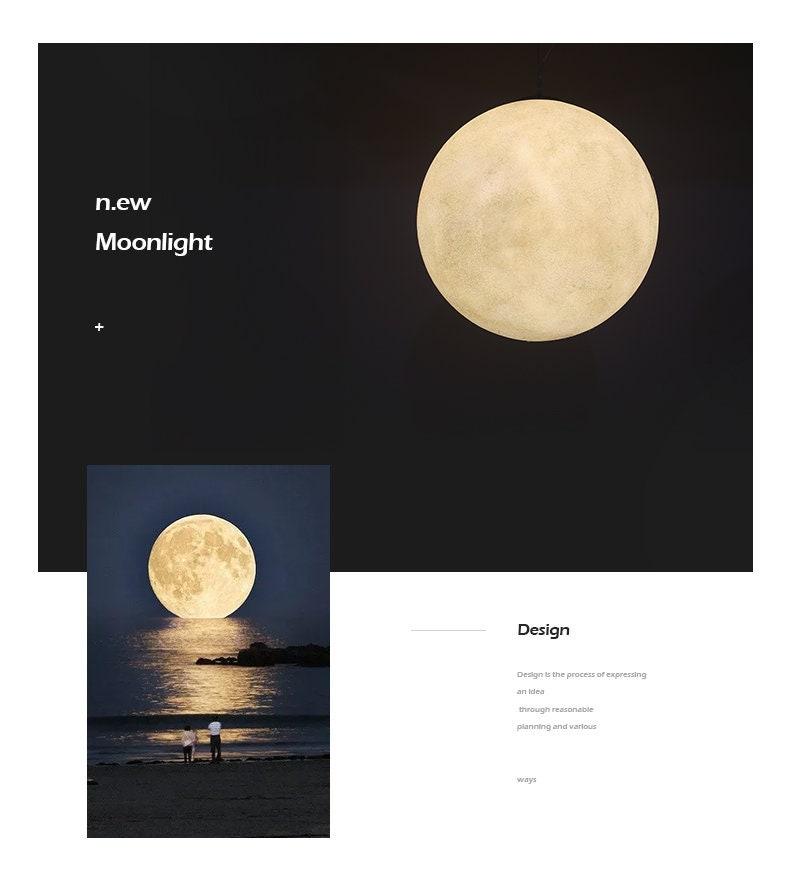 n.ew
Moonlight
+
Design
Design is the process of expressing
an idea
through reasonable
planning and various
ways